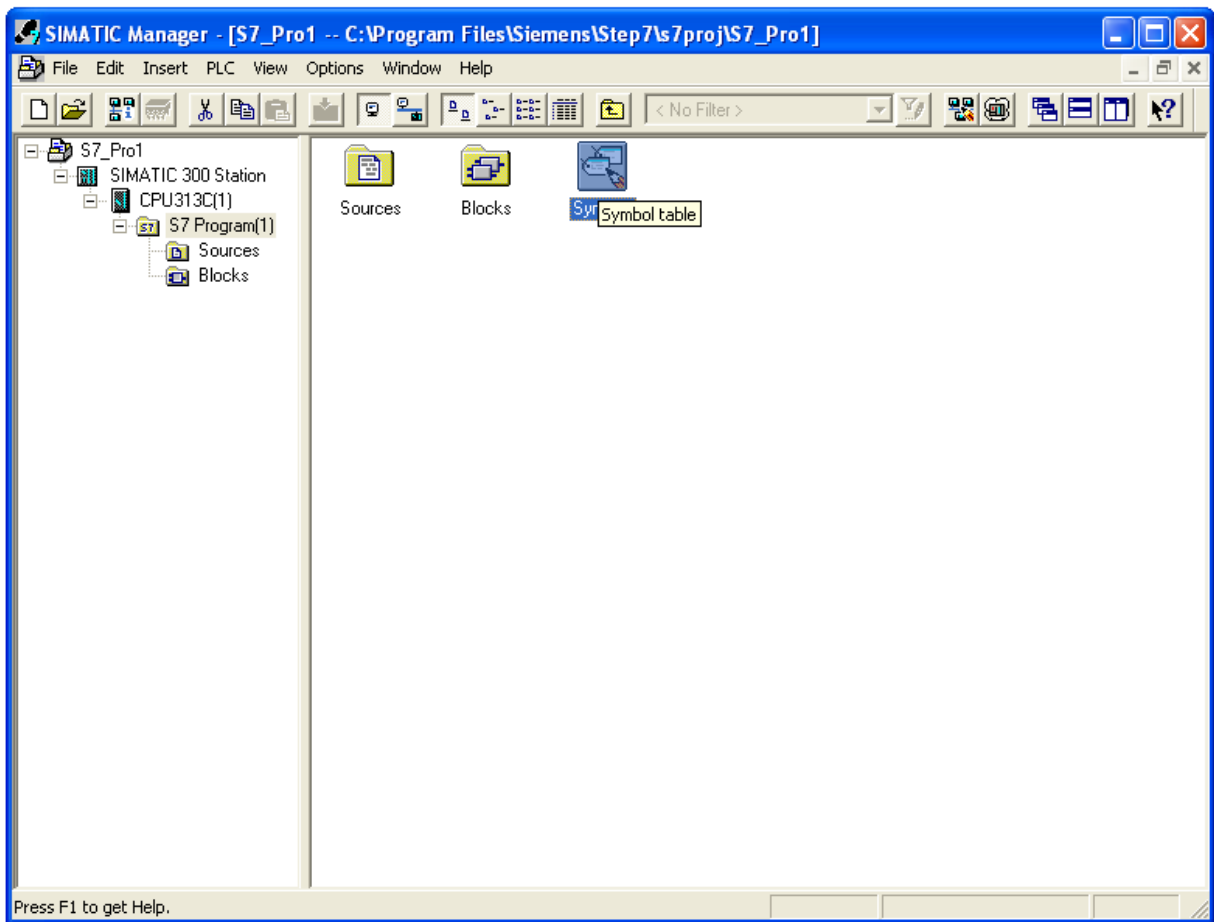 SIMATIC Manager - [S7_Pro1 -- C:\Program Files\Siemens\Step7\s7proj\S7_Pro1]
File Edit Insert PLC View Options Window Help
< No Filter >
S7_Pro1
SIMATIC 300 Station
CPU313C(1)
S7 Program(1)
Sources
Blocks
Sources
Blocks
Symbol table
Press F1 to get Help.